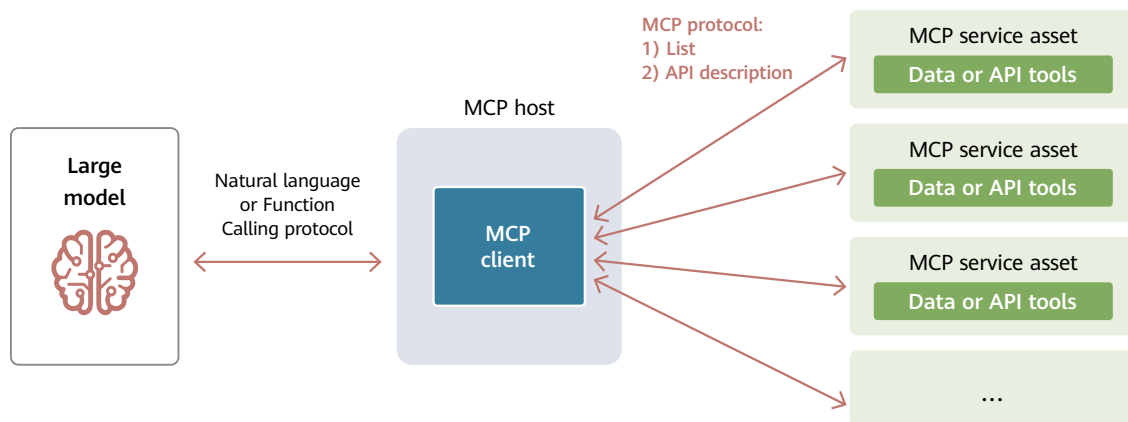 Large
model
Natural language
or Function
Calling protocol
MCP host
MCP
client
MCP protocol:
1) List
2) API description
MCP service asset
Data or API tools
MCP service asset
Data or API tools
MCP service asset
Data or API tools
...